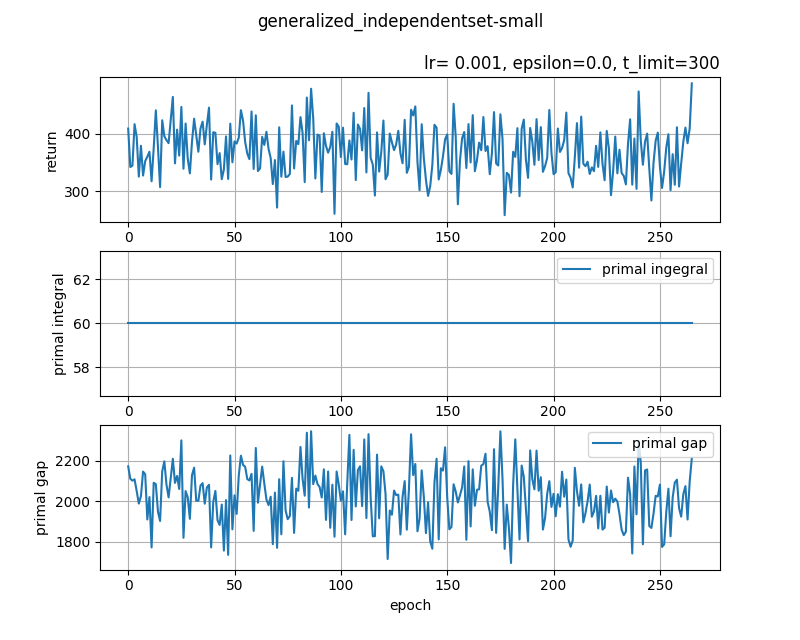 generalized_independentset-small
lr= 0.001, epsilon=0.0, t_limit=300
return
400
300
0 50 100 150 200 250
primal integral
62
60
58
primal ingegral
0 50 100 150 200 250
primal gap
2200
2000
1800
primal gap
0 50 100 150 200 250
epoch